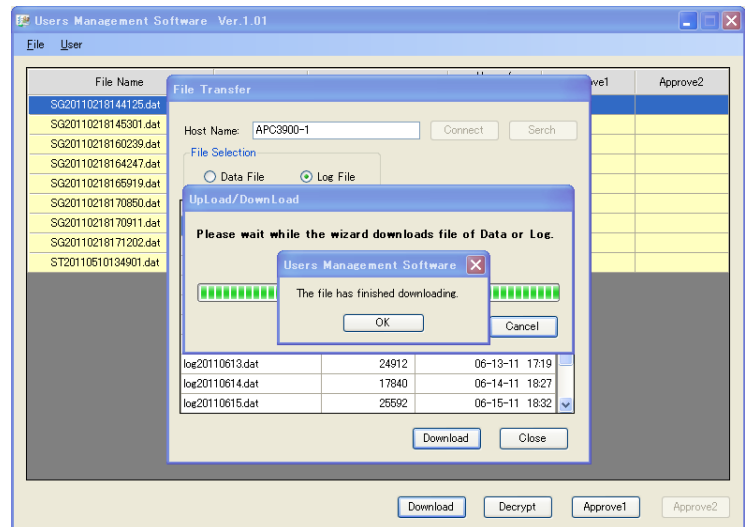 Users Management Software Ver.1.01
File User
File Name Approve2
SG20110218144125.dat
SG20110218145301.dat
SG20110218160239.dat
SG20110218164247.dat
SG20110218165919.dat
SG20110218170850.dat
SG20110218170911.dat
SG20110218171202.dat
ST20110510134901.dat
File Transfer
Host Name: APC3900-1 Connect Serch
File Selection
Data File Log File
UpLoad/DownLoad
Please wait while the wizard downloads file of Data or Log.
Users Management Software
The file has finished downloading.
OK
Cancel
log20110613.dat 24912 06-13-11 17:19
log20110614.dat 17840 06-14-11 18:27
log20110615.dat 25592 06-15-11 18:32
Download Close
Download Decrypt Approve1 Approve2